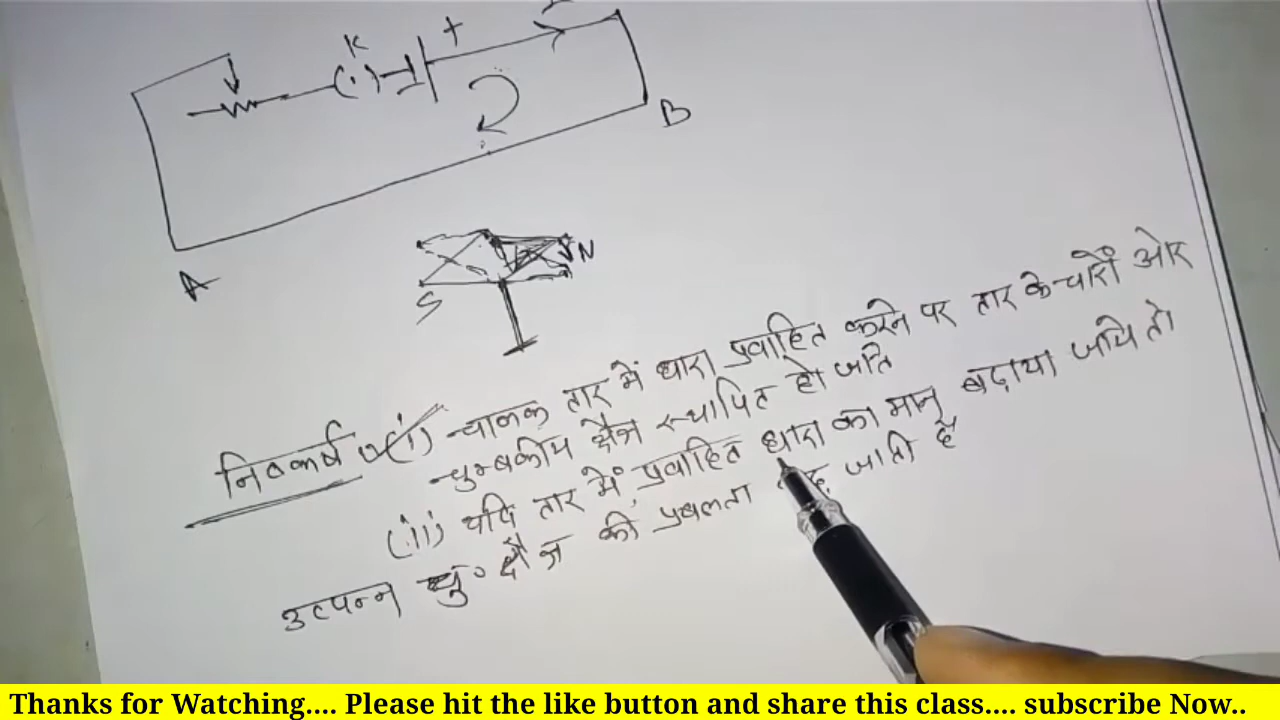 K
+
B
A
N
S
निष्कर्ष (i) चालक तार में धारा प्रवाहित करने पर तार के चारों ओर
चुम्बकीय क्षेत्र स्थापित हो जाते
(ii) यदि तार में प्रवाहित धारा का मान बढाया जाये तो
उत्पन्न चु॰ क्षेत्र की प्रबलता बढ़ जाती है
Thanks for Watching.... Please hit the like button and share this class.... subscribe Now..